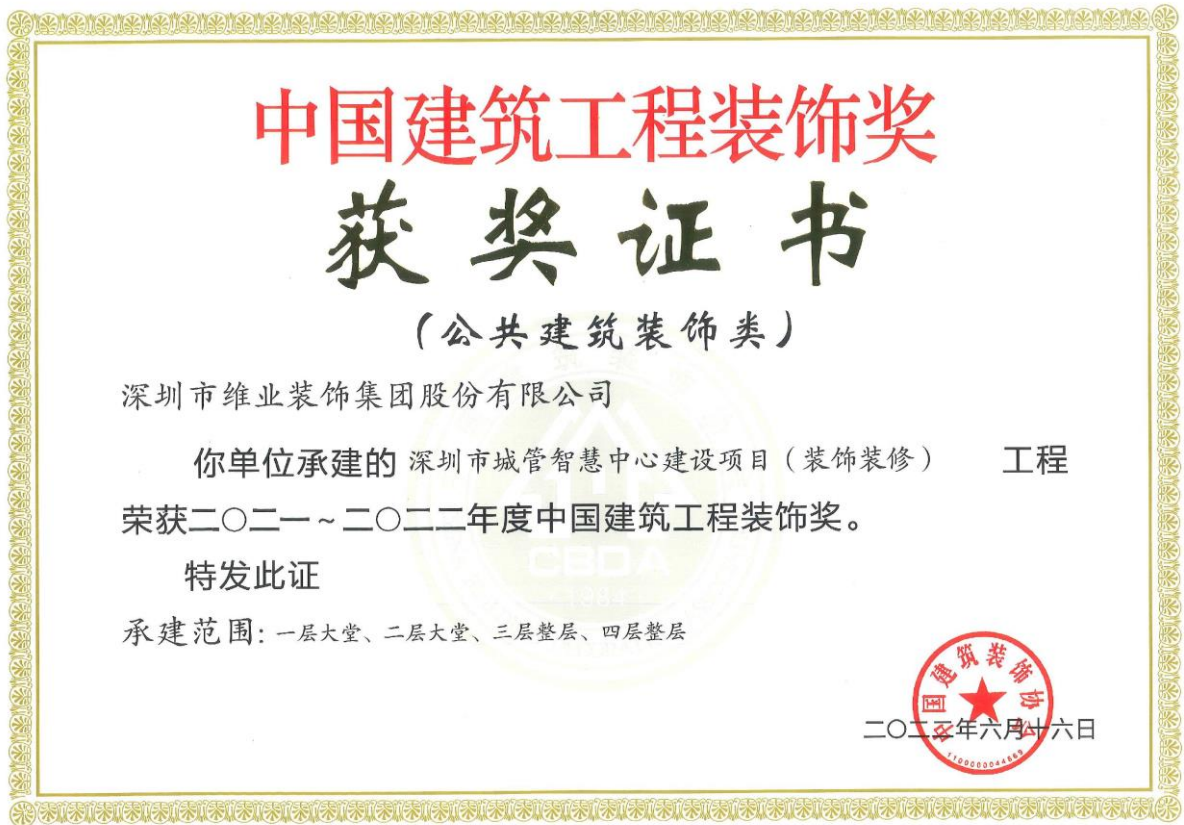 中国建筑工程装饰奖
获奖证书
(公共建筑装饰类)
深圳市维业装饰集团股份有限公司
你单位承建的 深圳市城管智慧中心建设项目(装饰装修) 工程
荣获二〇二一~二〇二二年度中国建筑工程装饰奖。
特发此证
承建范围: 一层大堂、二层大堂、三层整层、四层整层
中国建筑装饰协会
二〇二三年六月十六日
CBDA
1984